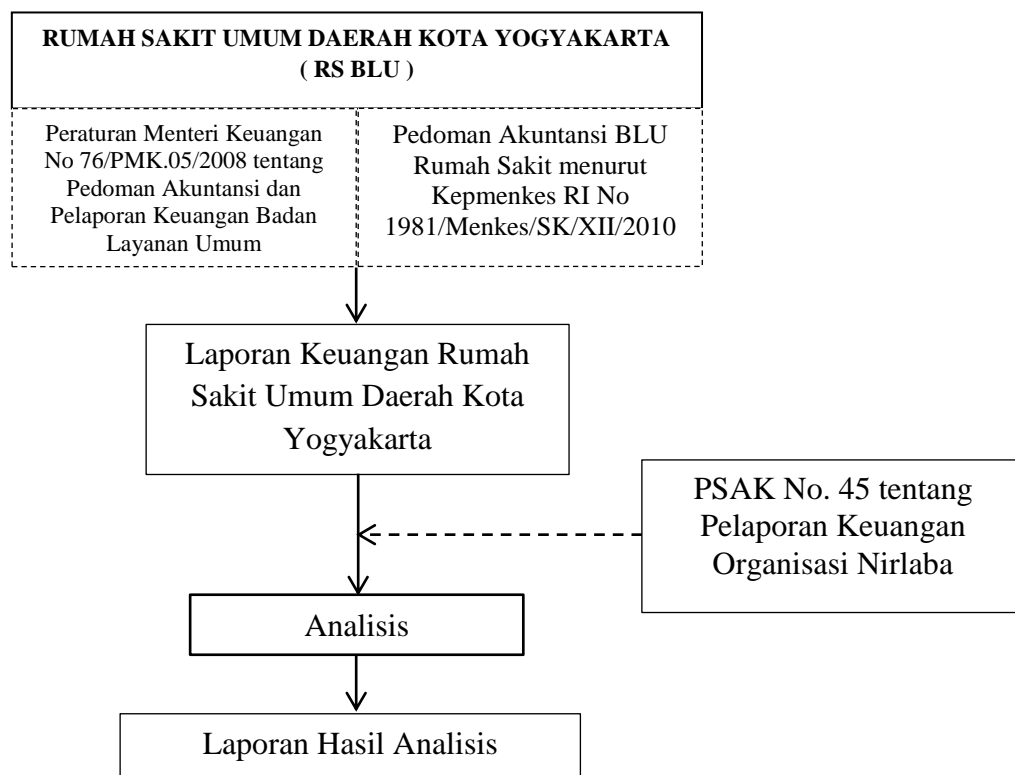 RUMAH SAKIT UMUM DAERAH KOTA YOGYAKARTA
( RS BLU )
Peraturan Menteri Keuangan
No 76/PMK.05/2008 tentang
Pedoman Akuntansi dan
Pelaporan Keuangan Badan
Layanan Umum
Pedoman Akuntansi BLU
Rumah Sakit menurut
Kepmenkes RI No
1981/Menkes/SK/XII/2010
Laporan Keuangan Rumah
Sakit Umum Daerah Kota
Yogyakarta
PSAK No. 45 tentang
Pelaporan Keuangan
Organisasi Nirlaba
Analisis
Laporan Hasil Analisis